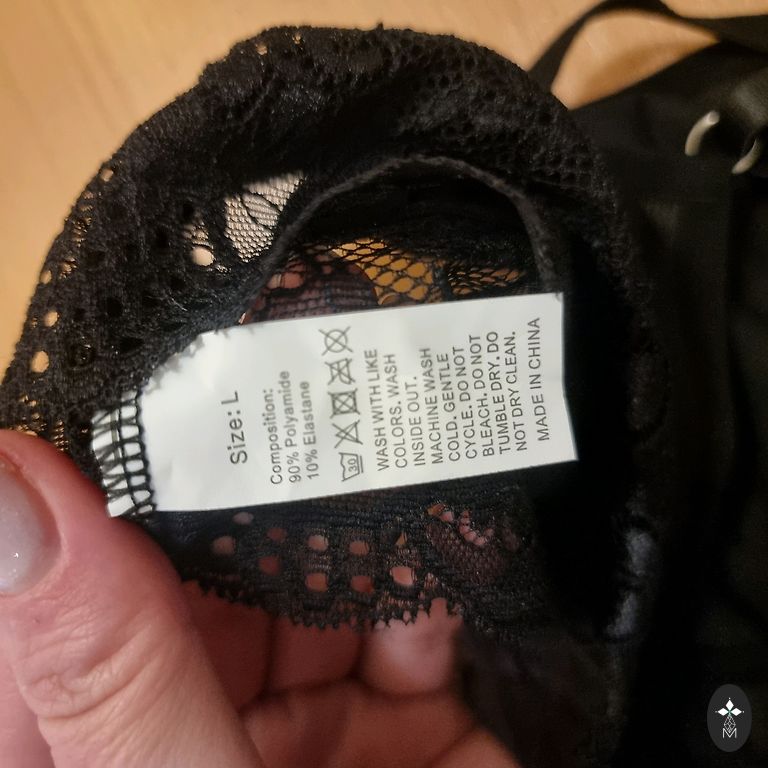 Size: L
Composition:
90% Polyamide
10% Elastane
30
WASH WITH LIKE
COLORS. WASH
INSIDE OUT.
MACHINE WASH
COLD. GENTLE
CYCLE. DO NOT
BLEACH. DO NOT
TUMBLE DRY. DO
NOT DRY CLEAN.
MADE IN CHINA
M